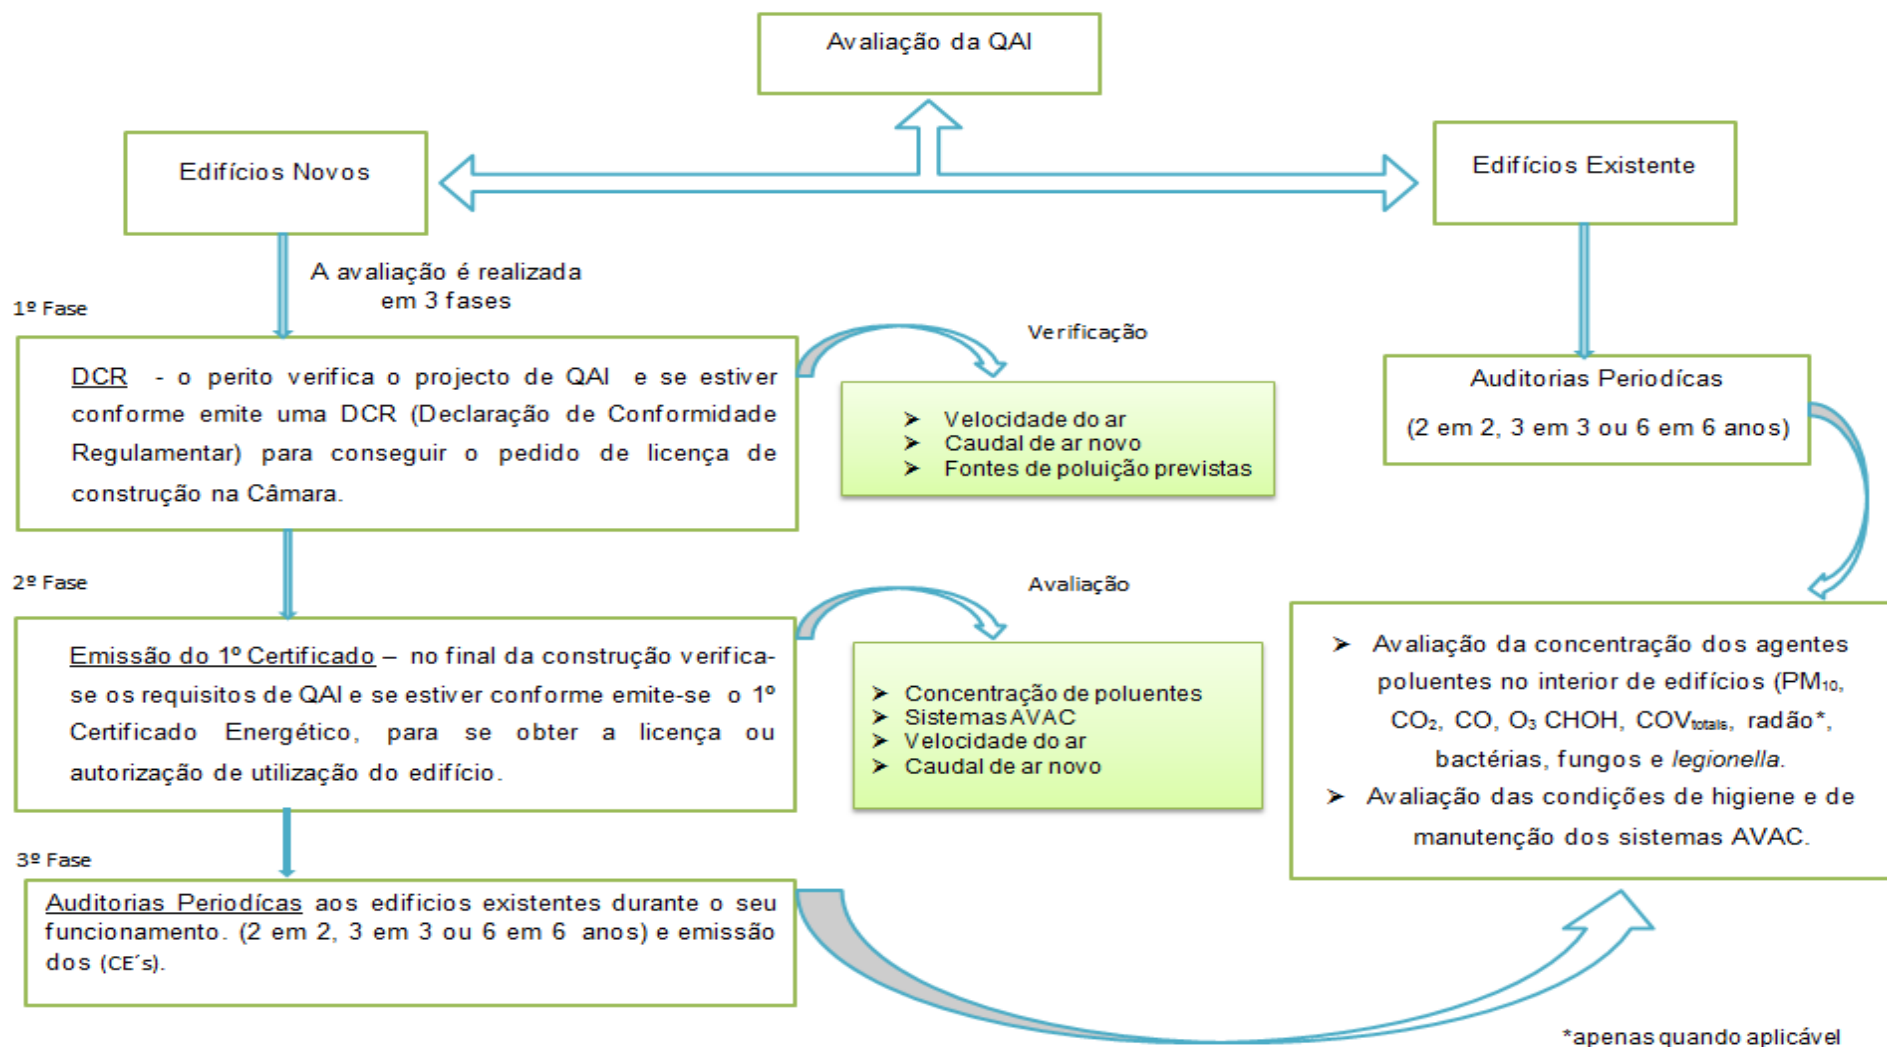 Avaliação da QAI
Edifícios Novos
Edifícios Existente
A avaliação é realizada
em 3 fases
1º Fase
DCR - o perito verifica o projecto de QAI e se estiver
conforme emite uma DCR (Declaração de Conformidade
Regulamentar) para conseguir o pedido de licença de
construção na Câmara.
Verificação
➤ Velocidade do ar
➤ Caudal de ar novo
➤ Fontes de poluição previstas
Auditorias Periodícas
(2 em 2, 3 em 3 ou 6 em 6 anos)
2º Fase
Emissão do 1º Certificado – no final da construção verifica-
se os requisitos de QAI e se estiver conforme emite-se o 1º
Certificado Energético, para se obter a licença ou
autorização de utilização do edifício.
Avaliação
➤ Concentração de poluentes
➤ Sistemas AVAC
➤ Velocidade do ar
➤ Caudal de ar novo
➤ Avaliação da concentração dos agentes
poluentes no interior de edifícios (PM₁₀,
CO₂, CO, O₃ CHOH, COVtotais, radão*,
bactérias, fungos e legionella.
➤ Avaliação das condições de higiene e de
manutenção dos sistemas AVAC.
3º Fase
Auditorias Periodícas aos edificios existentes durante o seu
funcionamento. (2 em 2, 3 em 3 ou 6 em 6 anos) e emissão
dos (CE´s).
*apenas quando aplicável